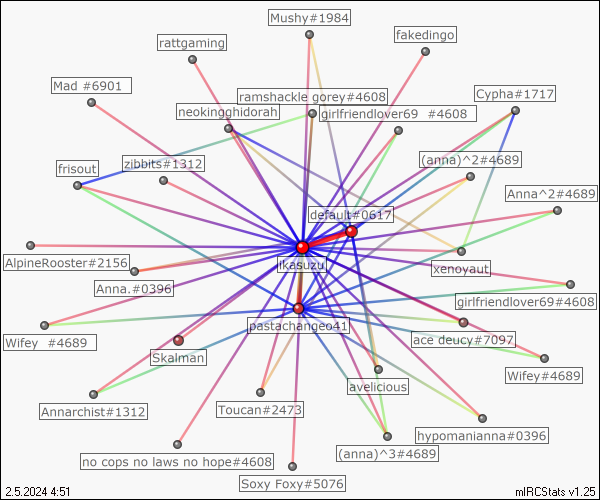 Mushy#1984
rattgaming
fakedingo
Mad #6901
ramshackle gorey#4608
Cypha#1717
neokingghidorah
girlfriendlover69 #4608
zibbits#1312
(anna)^2#4689
frisout
Anna^2#4689
default#0617
AlpineRooster#2156
jkasuzu
xenoyaut
Anna.#0396
girlfriendlover69#4608
pastachangeo41
Wifey #4689
ace deucy#7097
Skalman
Wifey#4689
avelicious
Annarchist#1312
Toucan#2473
hypomanianna#0396
(anna)^3#4689
no cops no laws no hope#4608
Soxy Foxy#5076
2.5.2024 4:51
mIRCStats v1.25